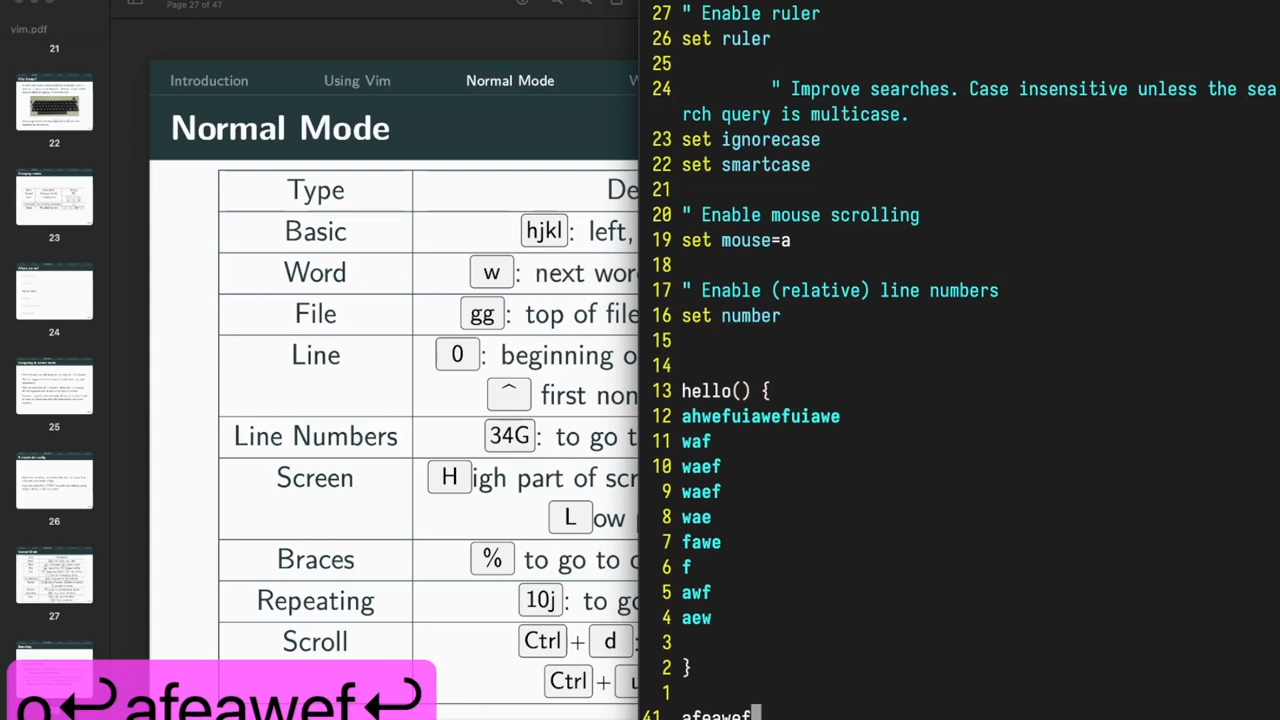 Page 27 of 47
vim.pdf
21
22
23
24
25
26
27
Introduction
Using Vim
Normal Mode
W
Normal Mode
Type
De
Basic
hjkl : left,
Word
w : next wor
File
gg : top of file
Line
0 : beginning o
first non
Line Numbers
34G : to go t
Screen
H igh part of scr
L ow
Braces
% to go to c
Repeating
10j : to go
Scroll
Ctrl + d :
Ctrl + u
o↩afeawef↩
27 " Enable ruler
26 set ruler
25
24 " Improve searches. Case insensitive unless the sea
rch query is multicase.
23 set ignorecase
22 set smartcase
21
20 " Enable mouse scrolling
19 set mouse=a
18
17 " Enable (relative) line numbers
16 set number
15
14
13 hello() {
12 ahwefuiawefuiawe
11 waf
10 waef
9 waef
8 wae
7 fawe
6 f
5 awf
4 aew
3
2 }
1
41 afeawef